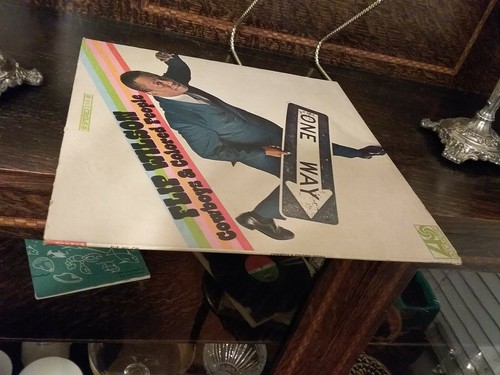 FLIP WILSON
Cowboys & Colored People
ONE WAY